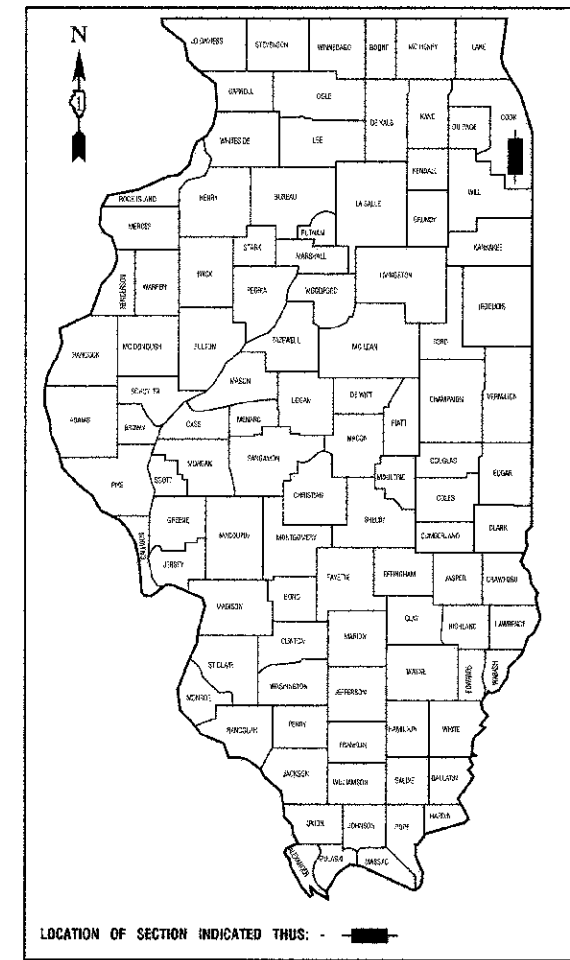 N
JO DAVIESS STEVENSON WINNEBAGO BOONE MC HENRY LAKE
CARROLL OGLE DE KALB KANE DU PAGE COOK
WHITESIDE LEE
KENDALL WILL
ROCK ISLAND HENRY BUREAU LA SALLE GRUNDY
MERCER PUTNAM KANKAKEE
STARK MARSHALL LIVINGSTON
HENDERSON WARREN KNOX PEORIA WOODFORD IROQUOIS
HANCOCK MC DONOUGH FULTON TAZEWELL MC LEAN FORD
SCHUYLER MASON DE WITT CHAMPAIGN VERMILION
ADAMS BROWN CASS MENARD LOGAN PIATT
MACON
MORGAN SANGAMON DOUGLAS
PIKE SCOTT CHRISTIAN MOULTRIE COLES EDGAR
GREENE MACOUPIN MONTGOMERY SHELBY CUMBERLAND CLARK
CALHOUN JERSEY FAYETTE EFFINGHAM JASPER CRAWFORD
MADISON BOND CLAY RICHLAND LAWRENCE
CLINTON MARION
ST CLAIR WAYNE EDWARDS WABASH
MONROE WASHINGTON JEFFERSON
RANDOLPH PERRY HAMILTON WHITE
FRANKLIN
JACKSON WILLIAMSON SALINE GALLATIN
UNION JOHNSON POPE HARDIN
ALEXANDER PULASKI MASSAC
LOCATION OF SECTION INDICATED THUS: -